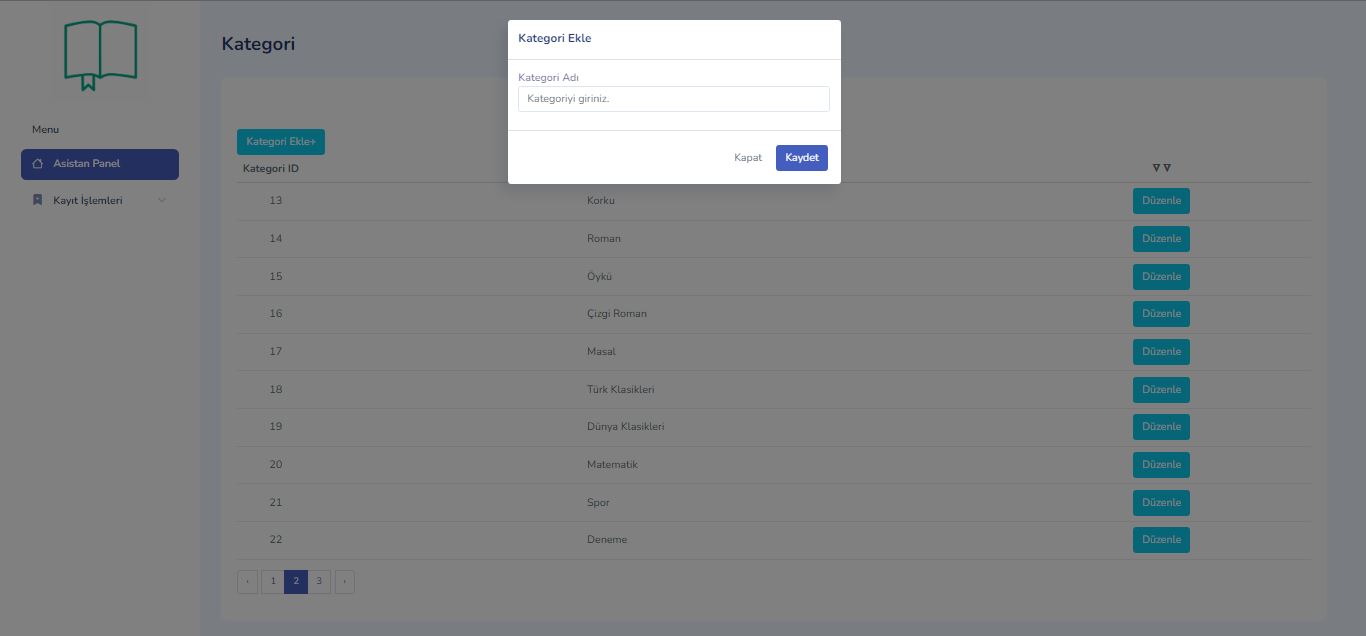 Kategori
Menu
Asistan Panel
Kayıt İşlemleri
Kategori Ekle
Kategori Adı
Kategoriyi giriniz.
Kapat Kaydet
Kategori Ekle+
Kategori ID ∇ ∇
13 Korku Düzenle
14 Roman Düzenle
15 Öykü Düzenle
16 Çizgi Roman Düzenle
17 Masal Düzenle
18 Türk Klasikleri Düzenle
19 Dünya Klasikleri Düzenle
20 Matematik Düzenle
21 Spor Düzenle
22 Deneme Düzenle
‹ 1 2 3 ›